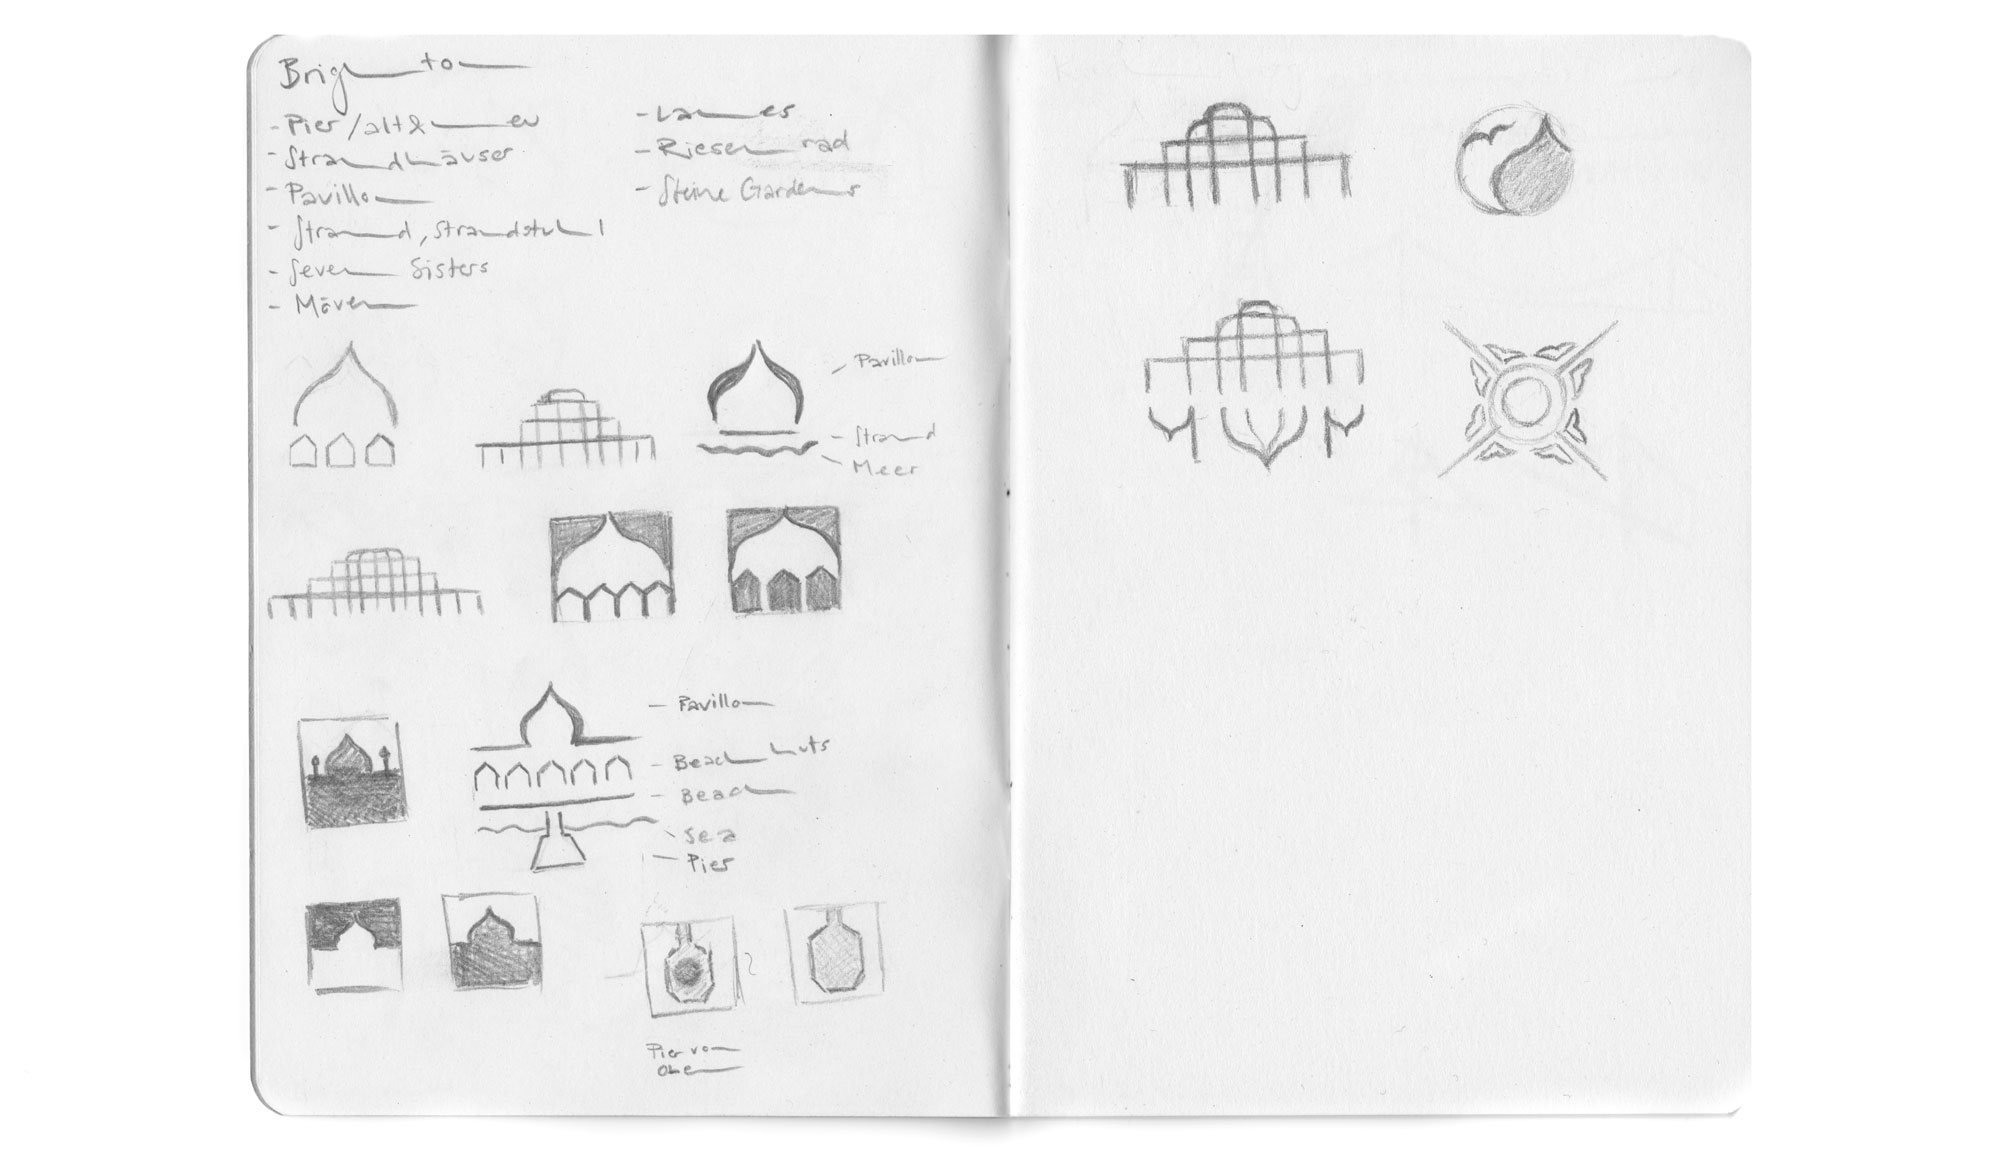 Brighton
- Pier / alt & neu
- Strandhäuser
- Pavillon
- Strand, Strandstuhl
- Seven Sisters
- Möven
- Lanes
- Riesenrad
- Steine Gardens
Pavillon
- Strand
Meer
- Pavillon
- Beach huts
- Beach
Sea
- Pier
Pier von
Oben